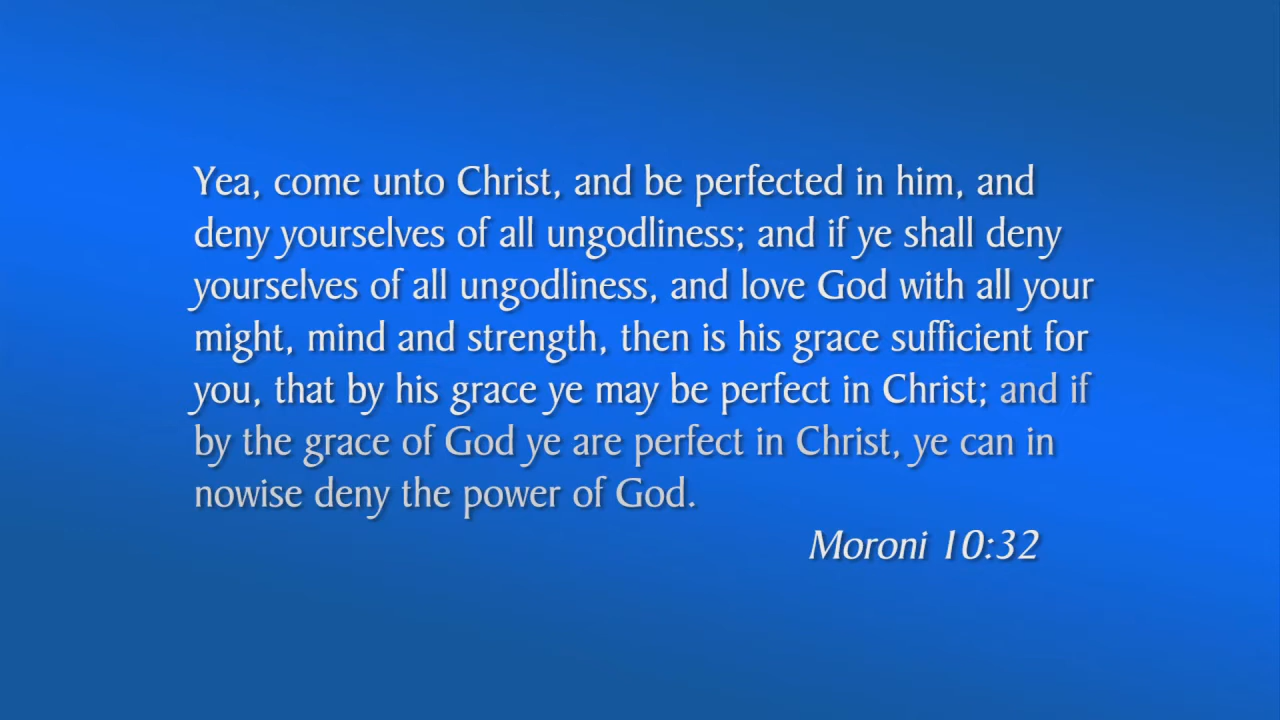 Yea, come unto Christ, and be perfected in him, and
deny yourselves of all ungodliness; and if ye shall deny
yourselves of all ungodliness, and love God with all your
might, mind and strength, then is his grace sufficient for
you, that by his grace ye may be perfect in Christ; and if
by the grace of God ye are perfect in Christ, ye can in
nowise deny the power of God.
Moroni 10:32